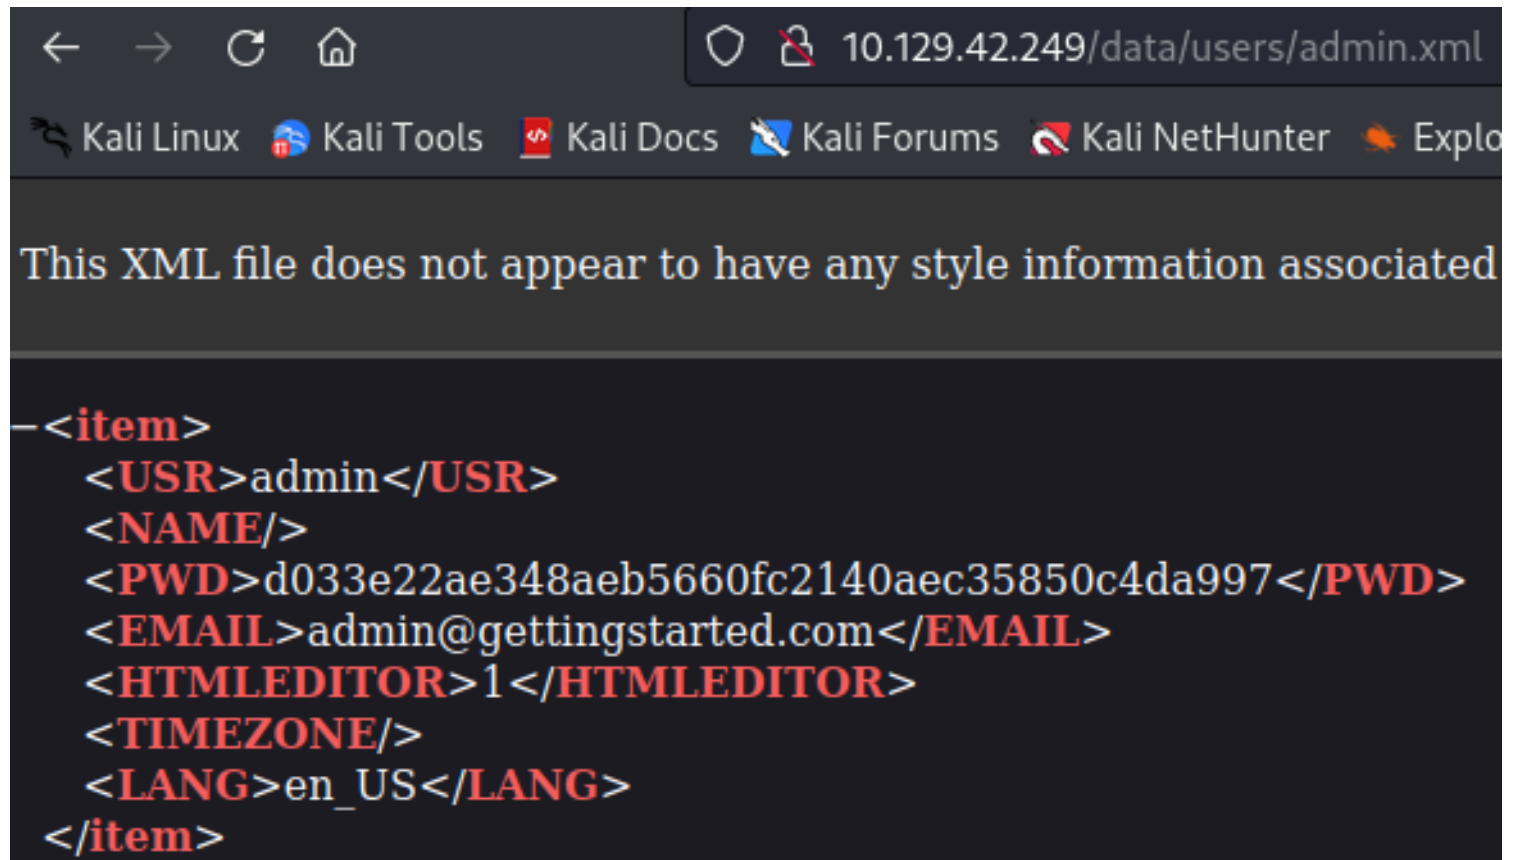 10.129.42.249/data/users/admin.xml
Kali Linux Kali Tools Kali Docs Kali Forums Kali NetHunter Explo
This XML file does not appear to have any style information associated
−<item>
<USR>admin</USR>
<NAME/>
<PWD>d033e22ae348aeb5660fc2140aec35850c4da997</PWD>
<EMAIL>admin@gettingstarted.com</EMAIL>
<HTMLEDITOR>1</HTMLEDITOR>
<TIMEZONE/>
<LANG>en_US</LANG>
</item>